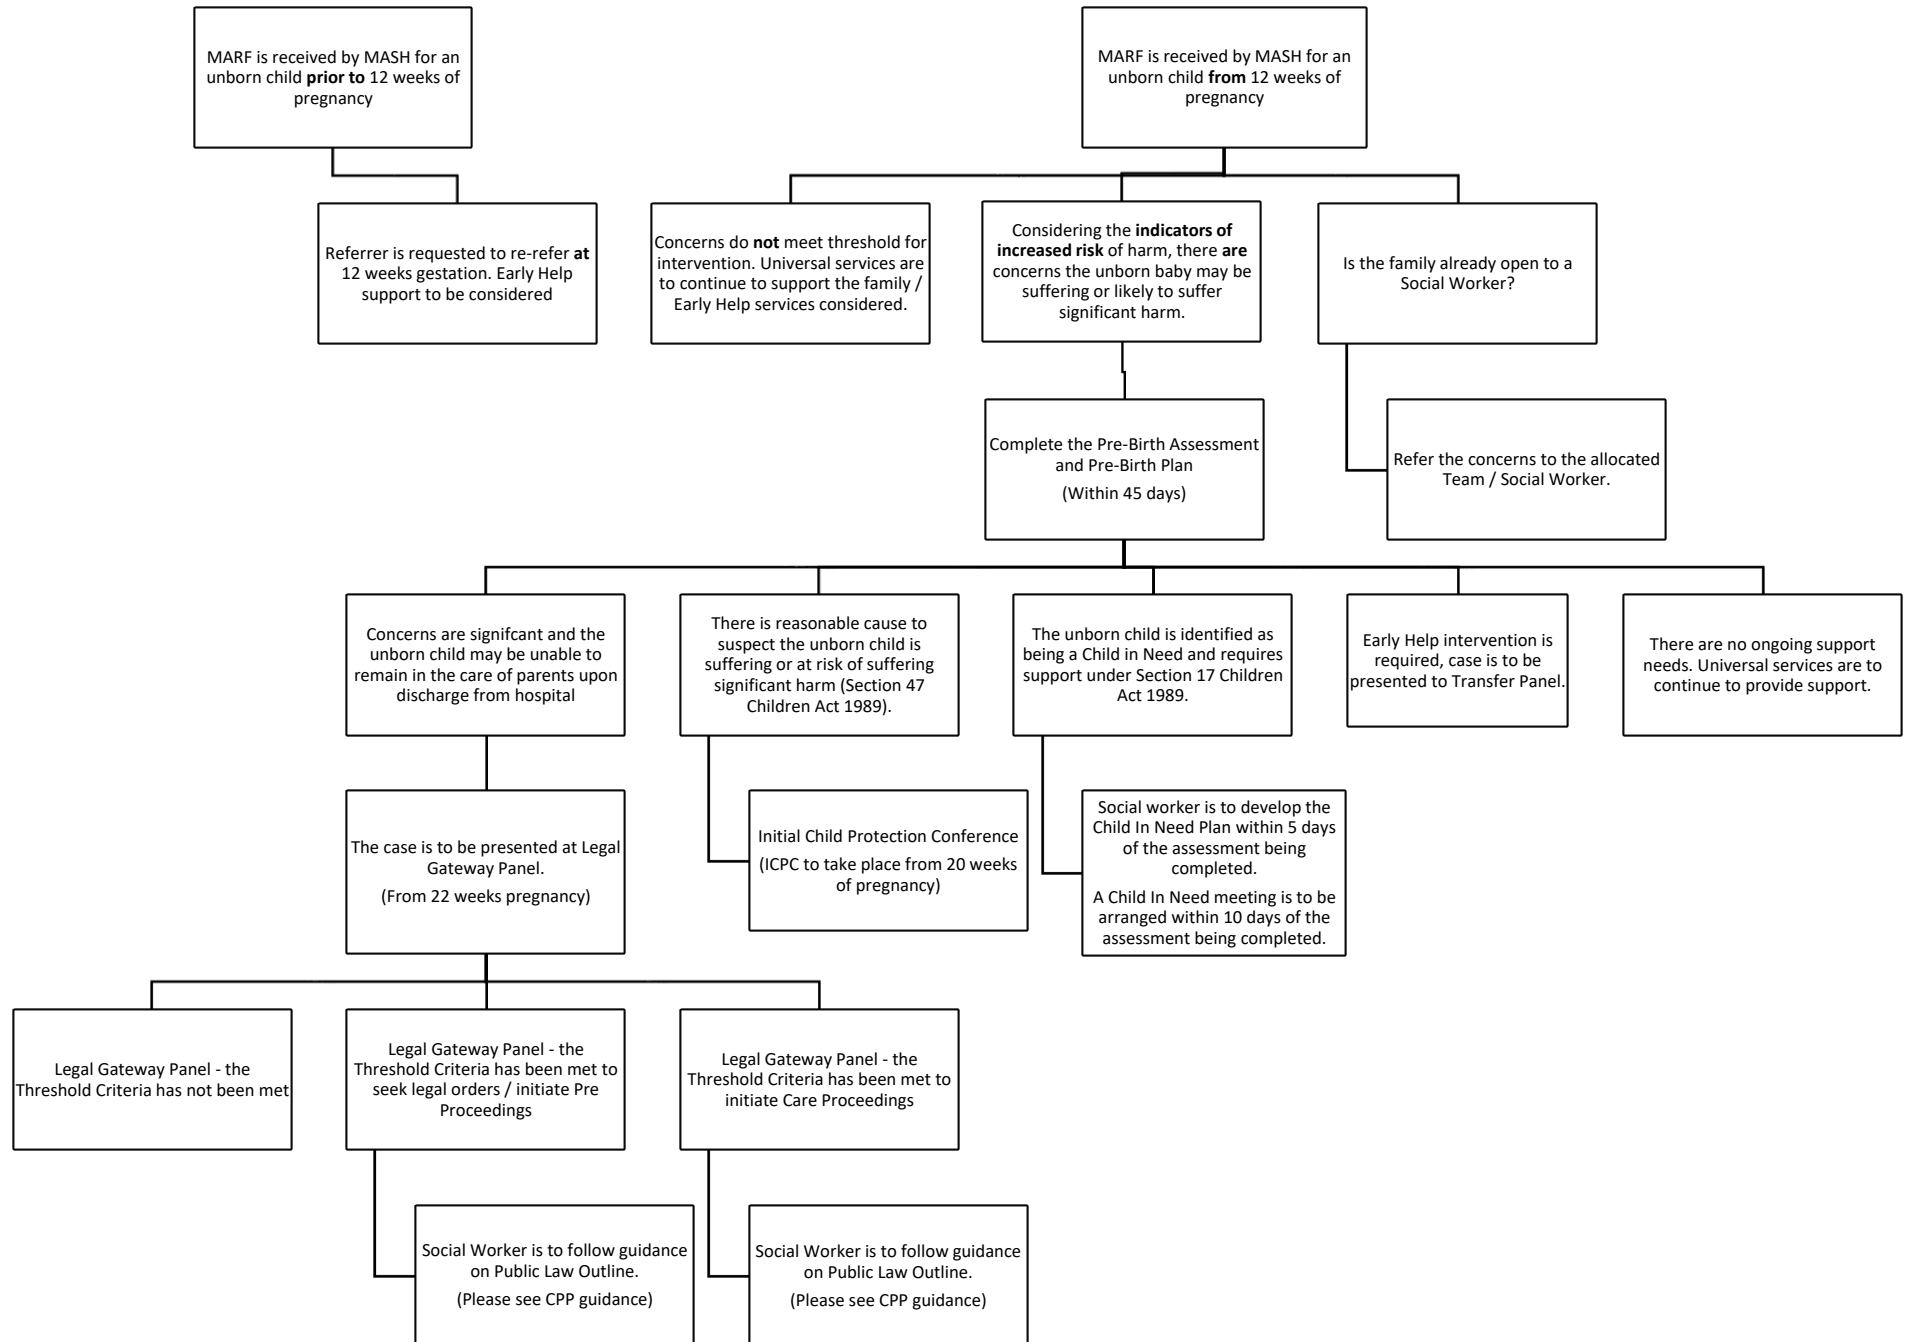 MARF is received by MASH for an
unborn child prior to 12 weeks of
pregnancy
MARF is received by MASH for an
unborn child from 12 weeks of
pregnancy
Referrer is requested to re-refer at
12 weeks gestation. Early Help
support to be considered
Concerns do not meet threshold for
intervention. Universal services are
to continue to support the family /
Early Help services considered.
Considering the indicators of
increased risk of harm, there are
concerns the unborn baby may be
suffering or likely to suffer
significant harm.
Is the family already open to a
Social Worker?
Complete the Pre-Birth Assessment
and Pre-Birth Plan
(Within 45 days)
Refer the concerns to the allocated
Team / Social Worker.
Concerns are signifcant and the
unborn child may be unable to
remain in the care of parents upon
discharge from hospital
There is reasonable cause to
suspect the unborn child is
suffering or at risk of suffering
significant harm (Section 47
Children Act 1989).
The unborn child is identified as
being a Child in Need and requires
support under Section 17 Children
Act 1989.
Early Help intervention is
required, case is to be
presented to Transfer Panel.
There are no ongoing support
needs. Universal services are to
continue to provide support.
The case is to be presented at Legal
Gateway Panel.
(From 22 weeks pregnancy)
Initial Child Protection Conference
(ICPC to take place from 20 weeks
of pregnancy)
Social worker is to develop the
Child In Need Plan within 5 days
of the assessment being
completed.
A Child In Need meeting is to be
arranged within 10 days of the
assessment being completed.
Legal Gateway Panel - the
Threshold Criteria has not been met
Legal Gateway Panel - the
Threshold Criteria has been met to
seek legal orders / initiate Pre
Proceedings
Legal Gateway Panel - the
Threshold Criteria has been met to
initiate Care Proceedings
Social Worker is to follow guidance
on Public Law Outline.
(Please see CPP guidance)
Social Worker is to follow guidance
on Public Law Outline.
(Please see CPP guidance)